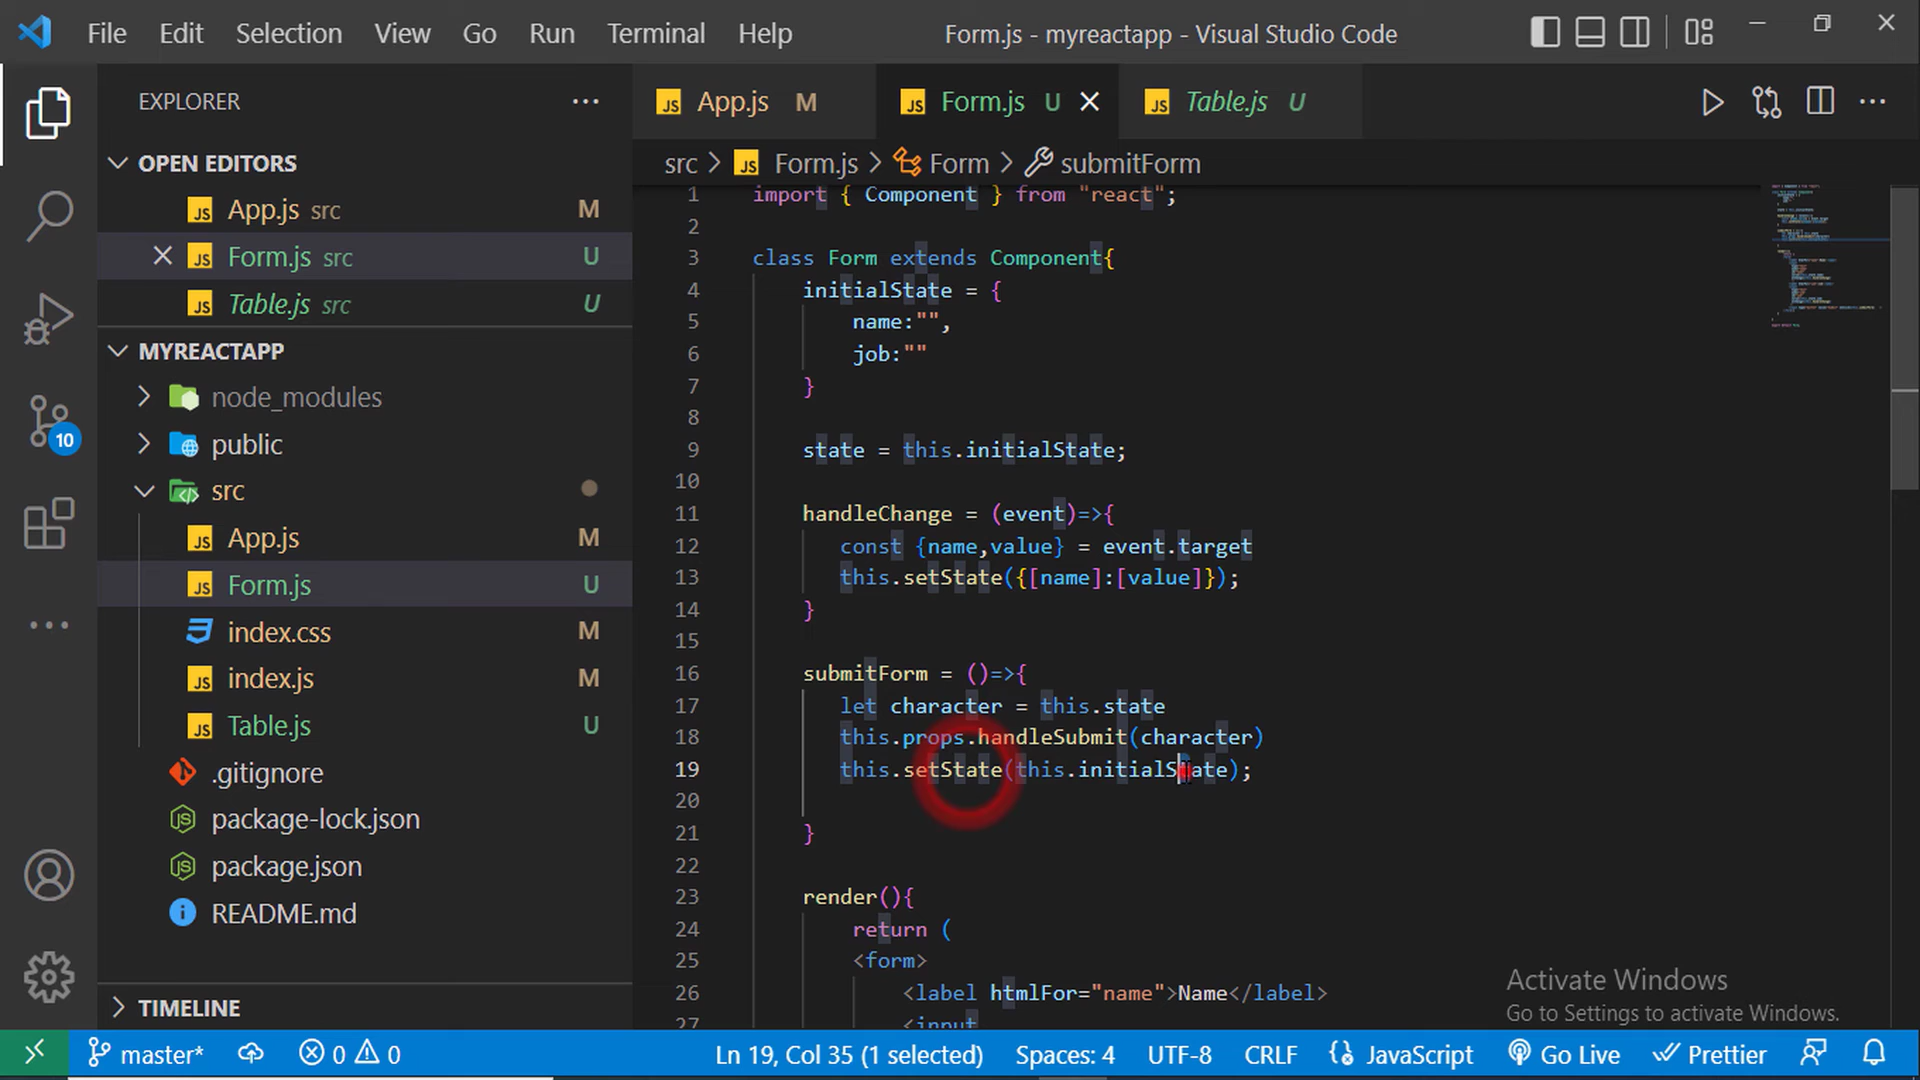 File Edit Selection View Go Run Terminal Help
Form.js - myreactapp - Visual Studio Code
EXPLORER
OPEN EDITORS
App.js src M
Form.js src U
Table.js src U
MYREACTAPP
node_modules
public
src
App.js M
Form.js U
index.css M
index.js M
Table.js U
.gitignore
package-lock.json
package.json
README.md
TIMELINE
10
JS App.js M
JS Form.js U
JS Table.js U
src > JS Form.js > Form > submitForm
1 import { Component } from "react";
2
3 class Form extends Component{
4 initialState = {
5 name:"",
6 job:""
7 }
8
9 state = this.initialState;
10
11 handleChange = (event)=>{
12 const {name,value} = event.target
13 this.setState({[name]:[value]});
14 }
15
16 submitForm = ()=>{
17 let character = this.state
18 this.props.handleSubmit(character)
19 this.setState(this.initialState);
20
21 }
22
23 render(){
24 return (
25 <form>
26 <label htmlFor="name">Name</label>
27 <input
Activate Windows
Go to Settings to activate Windows.
master* 0 0 Ln 19, Col 35 (1 selected) Spaces: 4 UTF-8 CRLF JavaScript Go Live Prettier